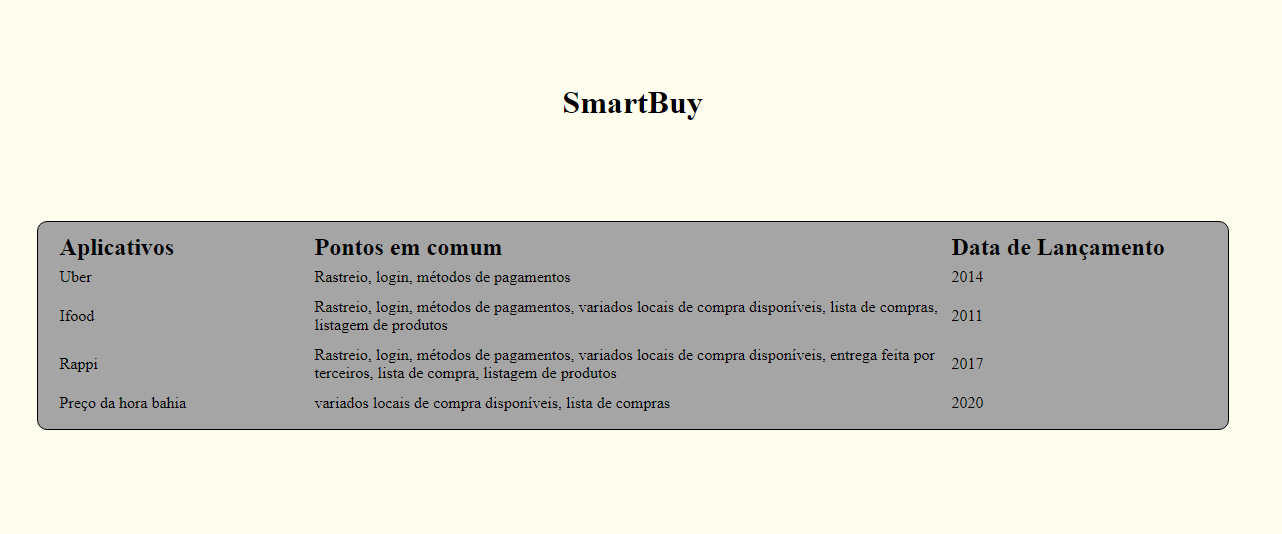 SmartBuy
Aplicativos Pontos em comum Data de Lançamento
Uber Rastreio, login, métodos de pagamentos 2014
Ifood Rastreio, login, métodos de pagamentos, variados locais de compra disponíveis, lista de compras, listagem de produtos 2011
Rappi Rastreio, login, métodos de pagamentos, variados locais de compra disponíveis, entrega feita por terceiros, lista de compra, listagem de produtos 2017
Preço da hora bahia variados locais de compra disponíveis, lista de compras 2020